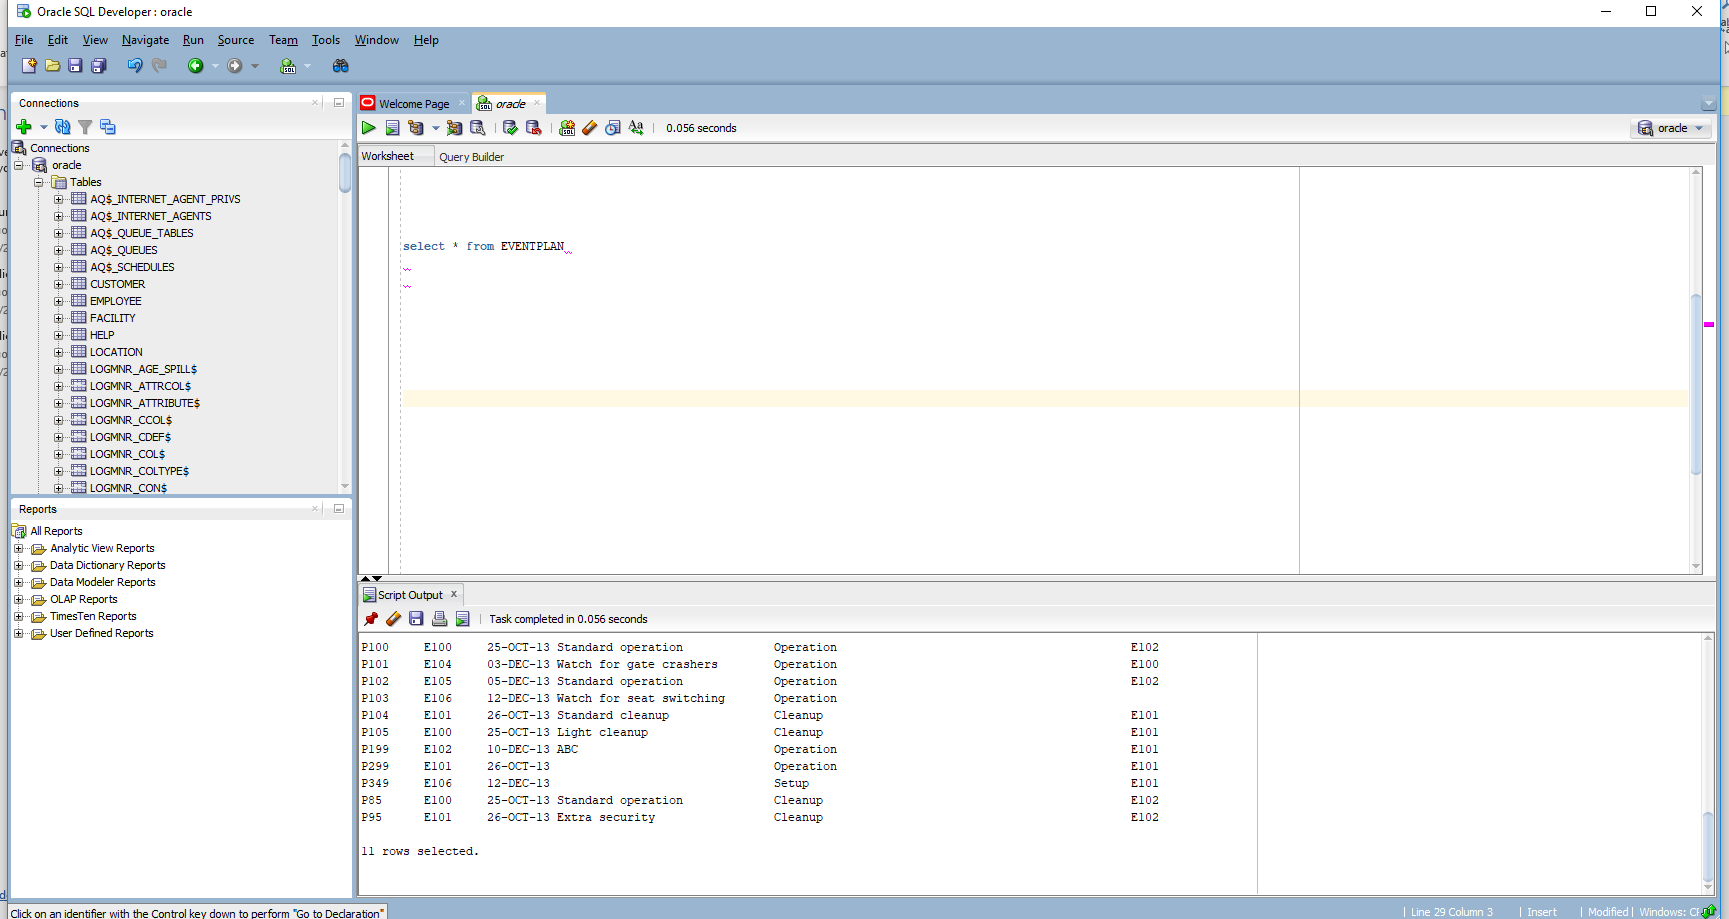 Oracle SQL Developer : oracle
File Edit View Navigate Run Source Team Tools Window Help
Connections
Connections
oracle
Tables
AQ$_INTERNET_AGENT_PRIVS
AQ$_INTERNET_AGENTS
AQ$_QUEUE_TABLES
AQ$_QUEUES
AQ$_SCHEDULES
CUSTOMER
EMPLOYEE
FACILITY
HELP
LOCATION
LOGMNR_AGE_SPILL$
LOGMNR_ATTRCOL$
LOGMNR_ATTRIBUTE$
LOGMNR_CCOL$
LOGMNR_CDEF$
LOGMNR_COL$
LOGMNR_COLTYPE$
LOGMNR_CON$
Reports
All Reports
Analytic View Reports
Data Dictionary Reports
Data Modeler Reports
OLAP Reports
TimesTen Reports
User Defined Reports
Welcome Page oracle
0.056 seconds oracle
Worksheet Query Builder
select * from EVENTPLAN
Script Output
Task completed in 0.056 seconds
P100 E100 25-OCT-13 Standard operation Operation E102
P101 E104 03-DEC-13 Watch for gate crashers Operation E100
P102 E105 05-DEC-13 Standard operation Operation E102
P103 E106 12-DEC-13 Watch for seat switching Operation
P104 E101 26-OCT-13 Standard cleanup Cleanup E101
P105 E100 25-OCT-13 Light cleanup Cleanup E101
P199 E102 10-DEC-13 ABC Operation E101
P299 E101 26-OCT-13 Operation E101
P349 E106 12-DEC-13 Setup E101
P85 E100 25-OCT-13 Standard operation Cleanup E102
P95 E101 26-OCT-13 Extra security Cleanup E102
11 rows selected.
Click on an identifier with the Control key down to perform "Go to Declaration"
Line 29 Column 3 Insert Modified Windows: